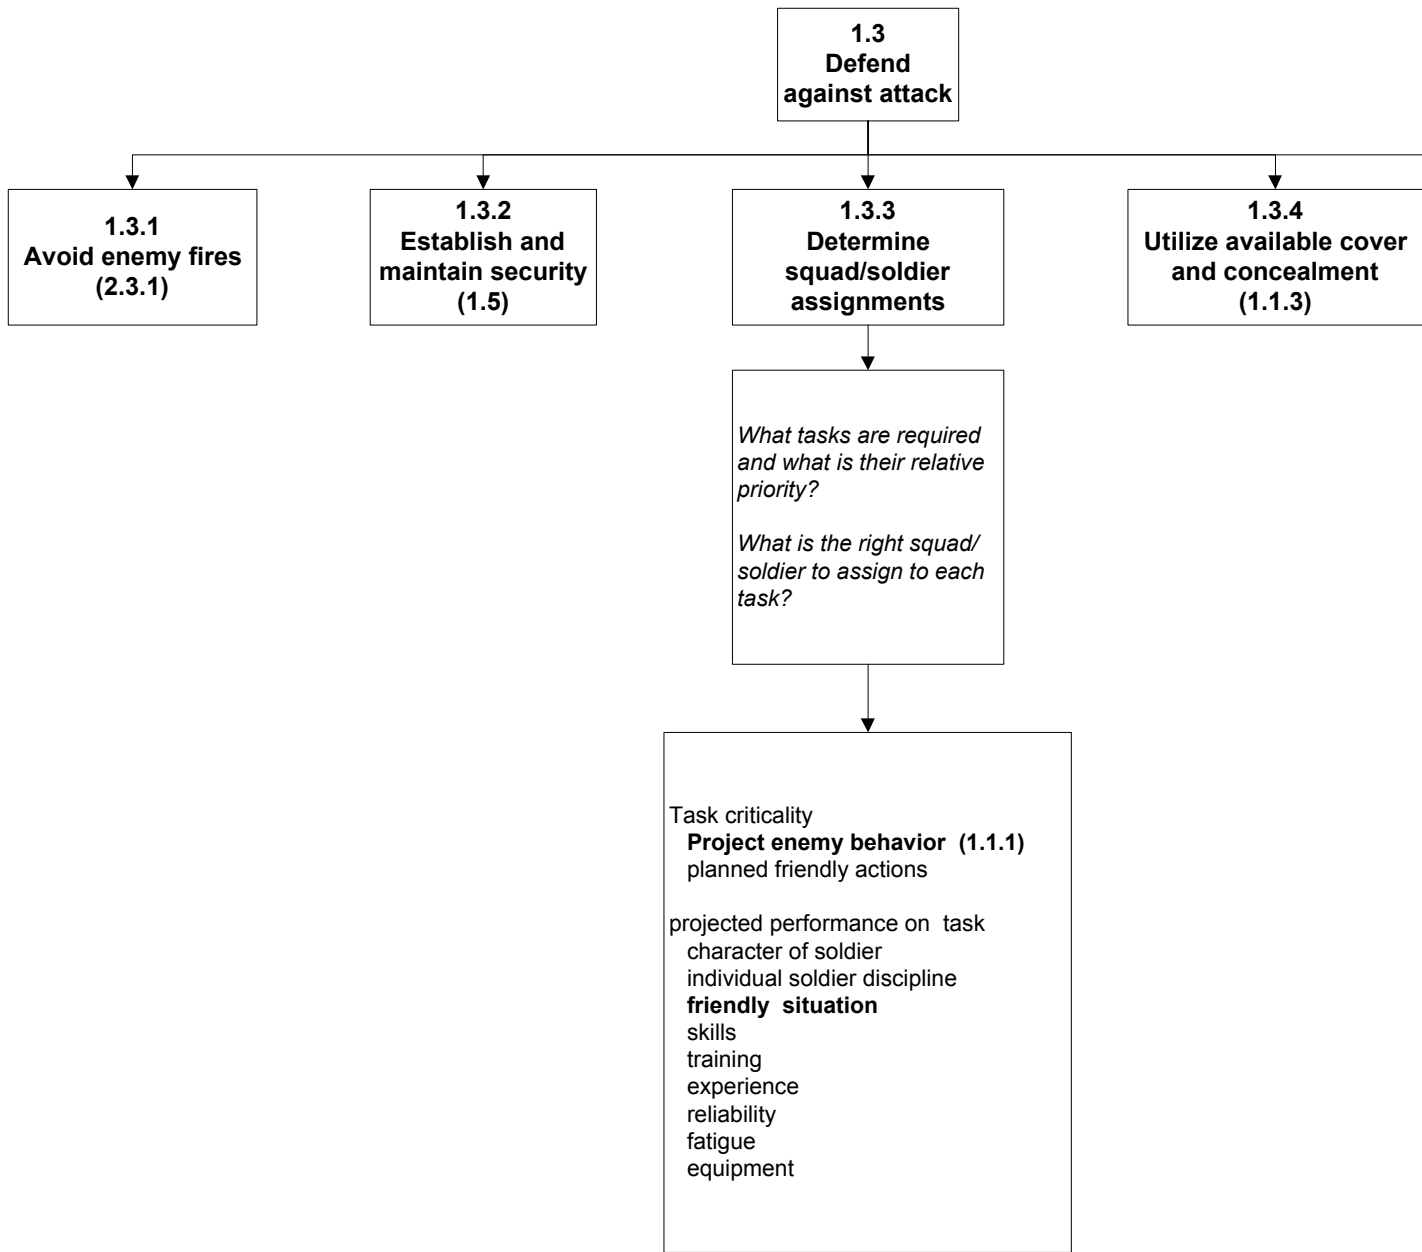 1.3
Defend
against attack
1.3.1
Avoid enemy fires
(2.3.1)
1.3.2
Establish and
maintain security
(1.5)
1.3.3
Determine
squad/soldier
assignments
1.3.4
Utilize available cover
and concealment
(1.1.3)
What tasks are required
and what is their relative
priority?
What is the right squad/
soldier to assign to each
task?
Task criticality
Project enemy behavior (1.1.1)
planned friendly actions
projected performance on task
character of soldier
individual soldier discipline
friendly situation
skills
training
experience
reliability
fatigue
equipment